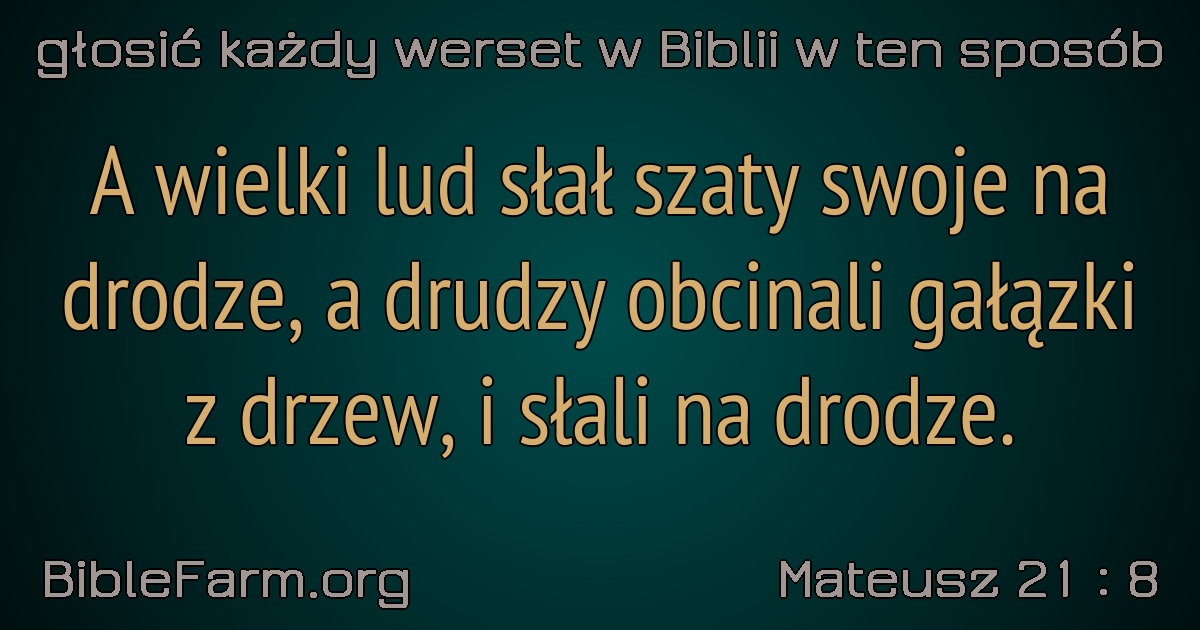 głosić każdy werset w Biblii w ten sposób
A wielki lud słał szaty swoje na
drodze, a drudzy obcinali gałązki
z drzew, i słali na drodze.
BibleFarm.org
Mateusz 21 : 8